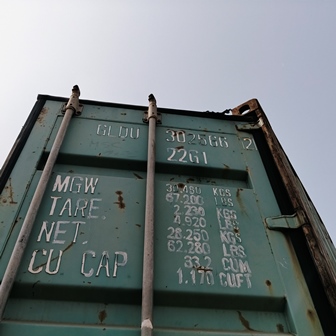 GLDU 302566 2
22G1
MGW 30,480 KGS
67,200 LBS
TARE. 2,230 KGS
4,920 LBS
NET. 28,250 KGS
62,280 LBS
CU CAP 33.2 CUM
1,170 CUFT